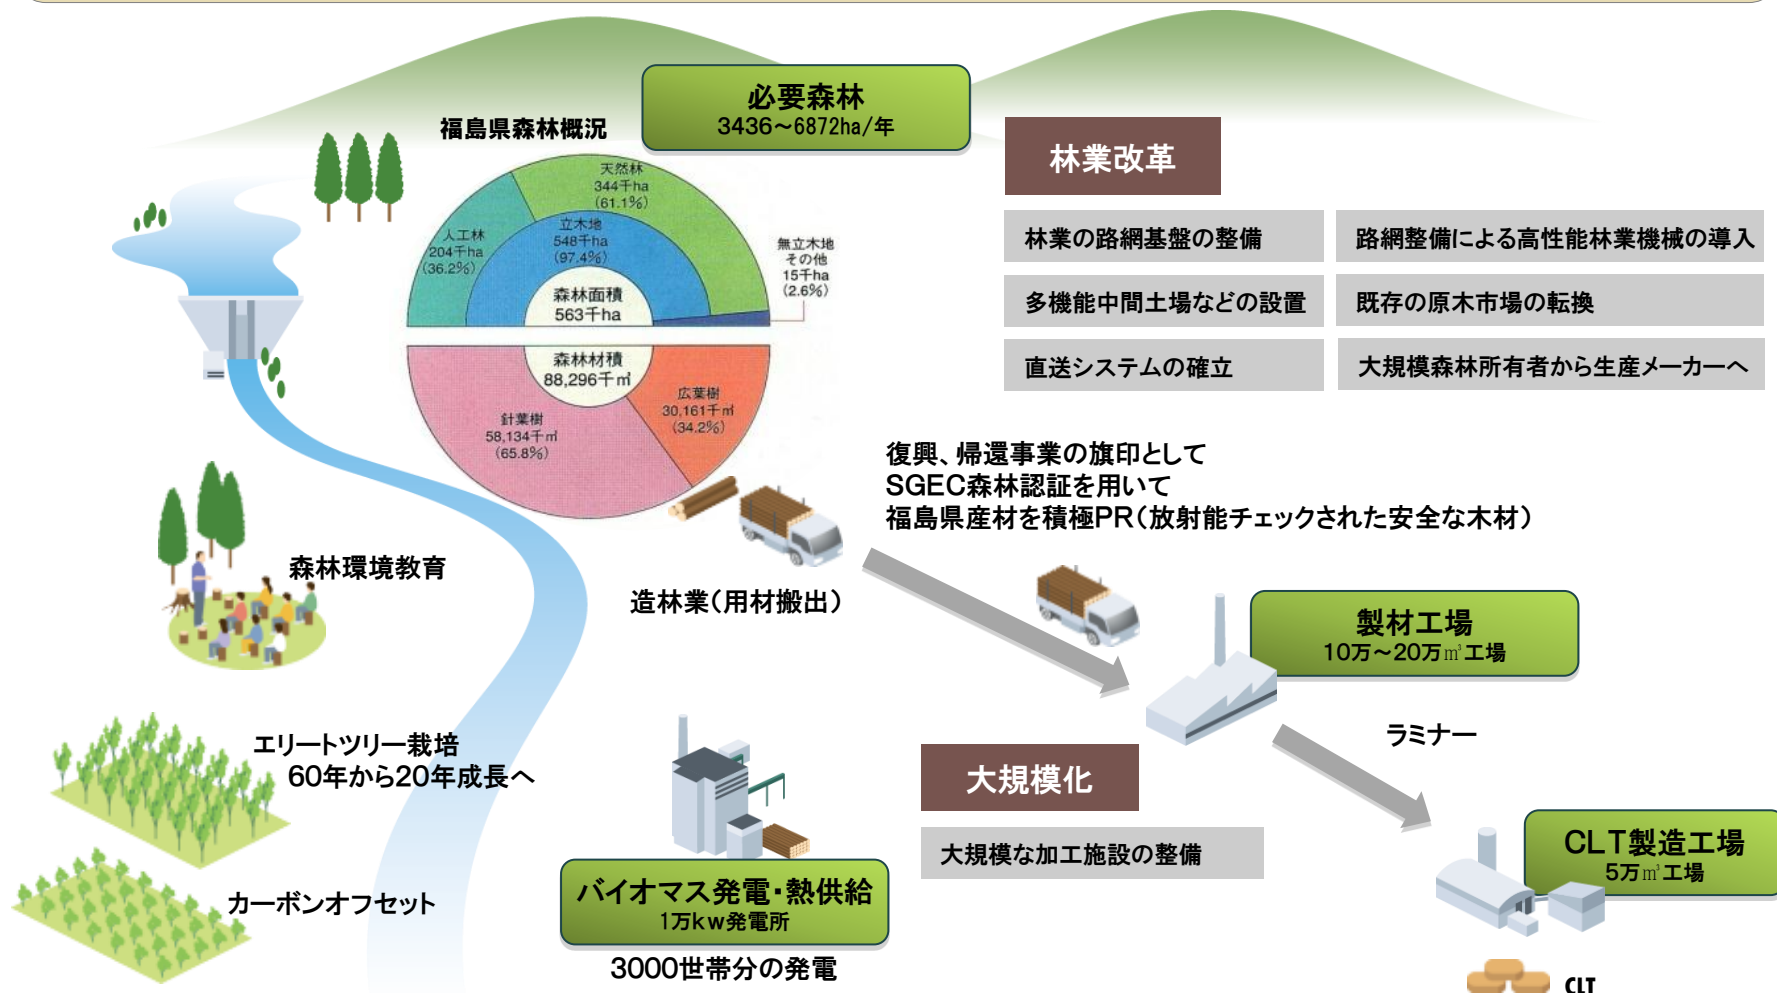 必要森林
3436～6872ha/年
福島県森林概況
天然林
344千ha
(61.1%)
人工林
204千ha
(36.2%)
立木地
548千ha
(97.4%)
無立木地
その他
15千ha
(2.6%)
森林面積
563千ha
森林材積
88,296千㎥
針葉樹
58,134千㎥
(65.8%)
広葉樹
30,161千㎥
(34.2%)
林業改革
林業の路網基盤の整備
路網整備による高性能林業機械の導入
多機能中間土場などの設置
既存の原木市場の転換
直送システムの確立
大規模森林所有者から生産メーカーへ
復興、帰還事業の旗印として
SGEC森林認証を用いて
福島県産材を積極PR（放射能チェックされた安全な木材）
森林環境教育
造林業（用材搬出）
製材工場
10万～20万㎥工場
ラミナー
エリートツリー栽培
60年から20年成長へ
大規模化
大規模な加工施設の整備
CLT製造工場
5万㎥工場
カーボンオフセット
バイオマス発電・熱供給
1万kw発電所
3000世帯分の発電
CLT